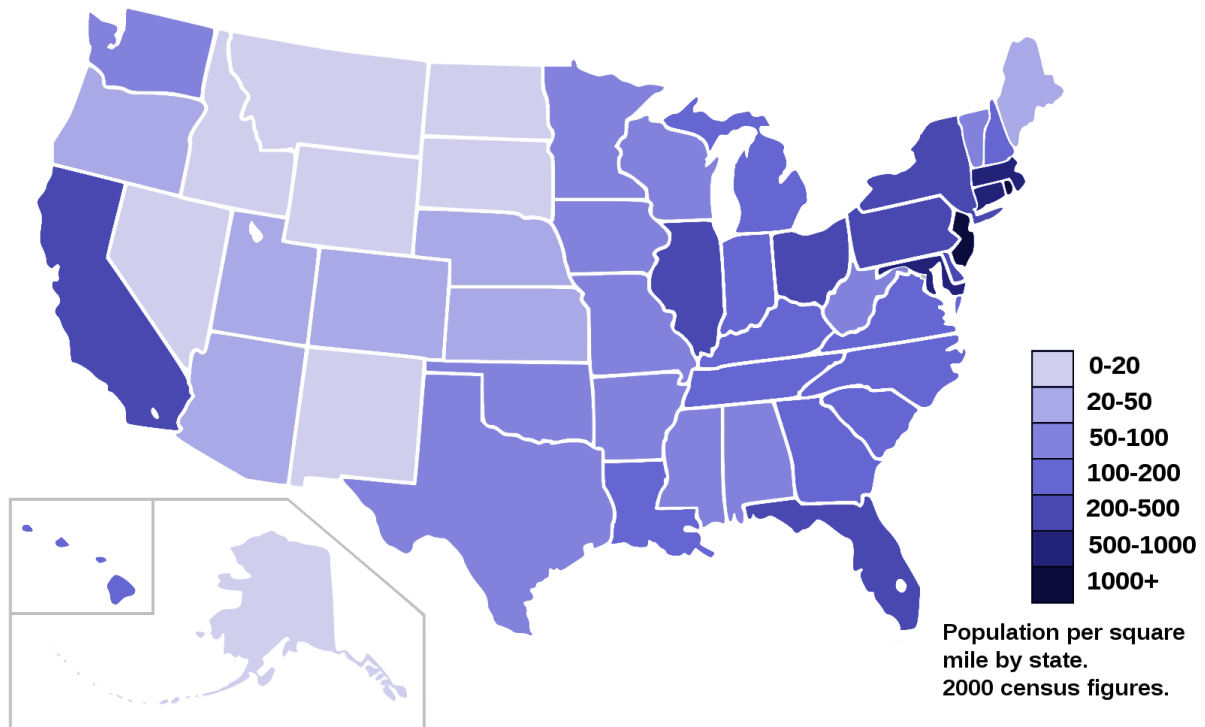 0-20
20-50
50-100
100-200
200-500
500-1000
1000+
Population per square
mile by state.
2000 census figures.